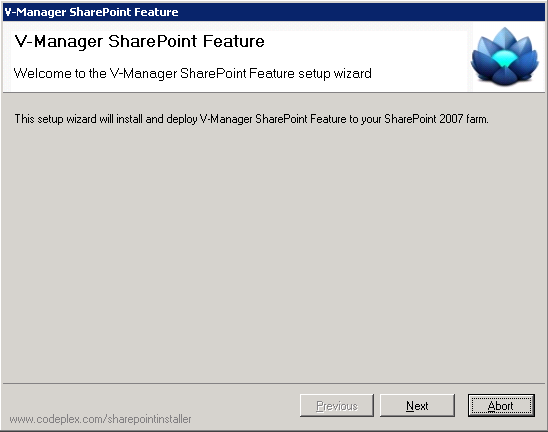 V-Manager SharePoint Feature
V-Manager SharePoint Feature
Welcome to the V-Manager SharePoint Feature setup wizard
This setup wizard will install and deploy V-Manager SharePoint Feature to your SharePoint 2007 farm.
Previous
Next
Abort
www.codeplex.com/sharepointinstaller